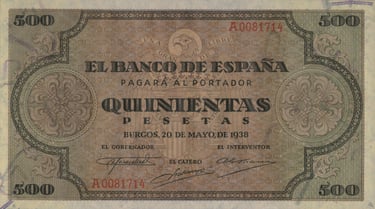 500 500
A0081714
EL BANCO DE ESPAÑA
PAGARÁ AL PORTADOR
QUINIENTAS
PESETAS
BURGOS, 20 DE MAYO, DE 1938
EL GOBERNADOR EL CAJERO EL INTERVENTOR
A0081714
500 500